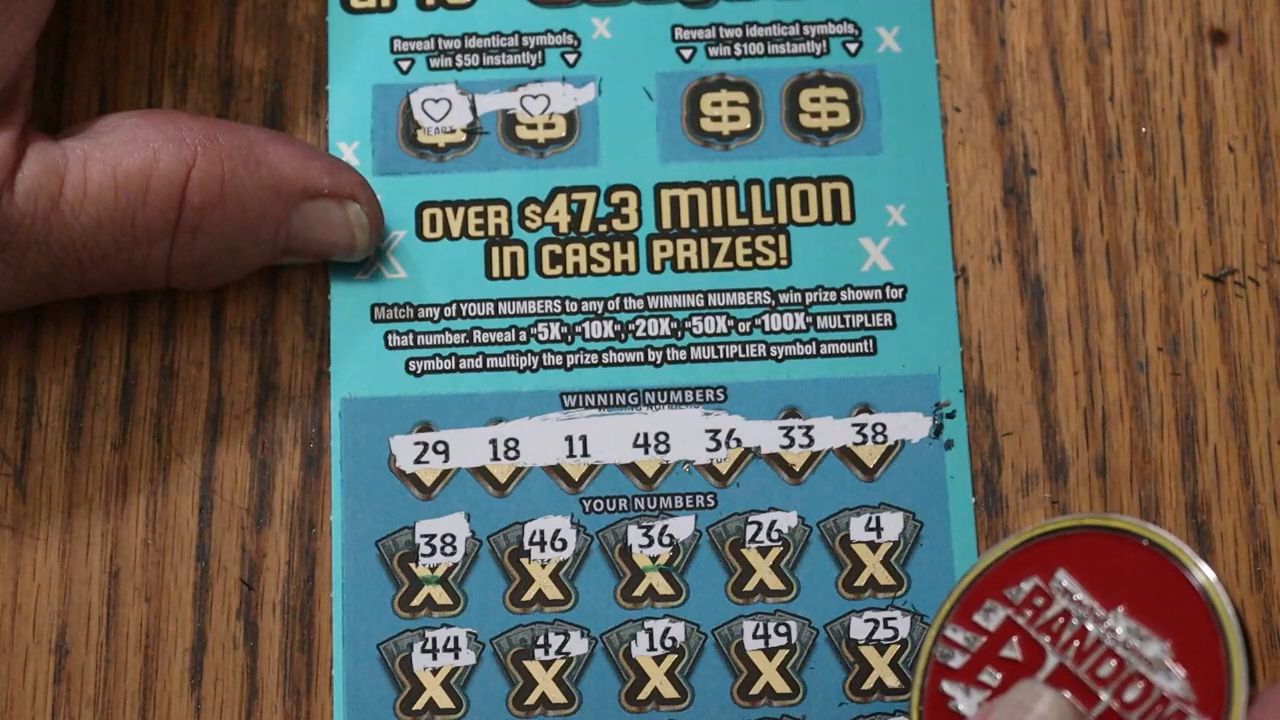 UP TO
Reveal two identical symbols,
win $50 instantly!
Reveal two identical symbols,
win $100 instantly!
HEART
$ $
$ $
OVER $47.3 MILLION
IN CASH PRIZES!
Match any of YOUR NUMBERS to any of the WINNING NUMBERS, win prize shown for
that number. Reveal a "5X", "10X", "20X", "50X" or "100X" MULTIPLIER
symbol and multiply the prize shown by the MULTIPLIER symbol amount!
WINNING NUMBERS
29 18 11 48 36 33 38
YOUR NUMBERS
38 46 36 26 4
X X X X X
44 42 16 49 25
X X X X X
RANDOM